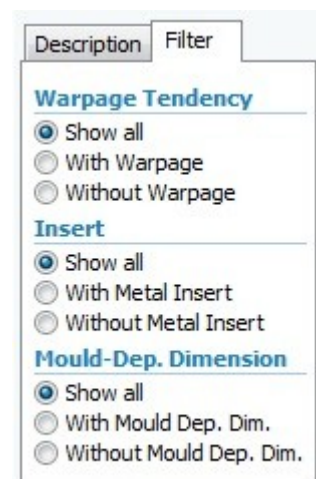 Description Filter
Warpage Tendency
Show all
With Warpage
Without Warpage
Insert
Show all
With Metal Insert
Without Metal Insert
Mould-Dep. Dimension
Show all
With Mould Dep. Dim.
Without Mould Dep. Dim.